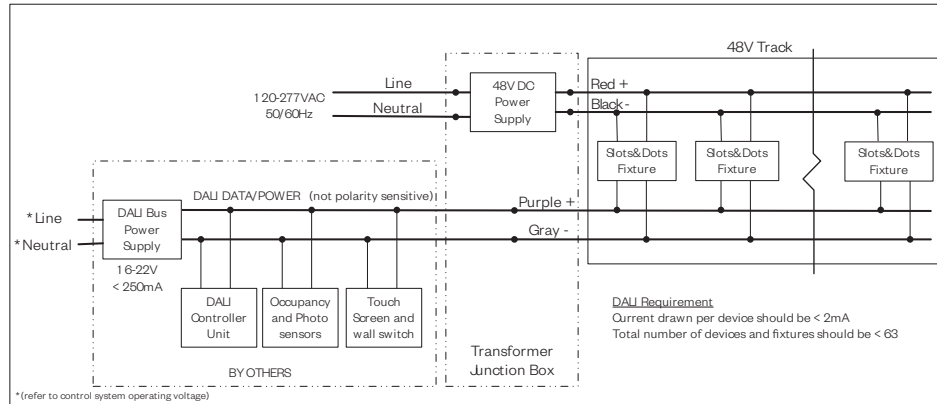 48V Track
Line
120-277VAC
50/60Hz
Neutral
48V DC
Power
Supply
Red +
Black -
Slots&Dots
Fixture
Slots&Dots
Fixture
Slots&Dots
Fixture
DALI DATA/POWER (not polarity sensitive)
*Line
*Neutral
DALI Bus
Power
Supply
16-22V
< 250mA
Purple +
Gray -
DALI
Controller
Unit
Occupancy
and Photo
sensors
Touch
Screen and
wall switch
DALI Requirement
Current drawn per device should be < 2mA
Total number of devices and fixtures should be < 63
Transformer
Junction Box
BY OTHERS
*(refer to control system operating voltage)